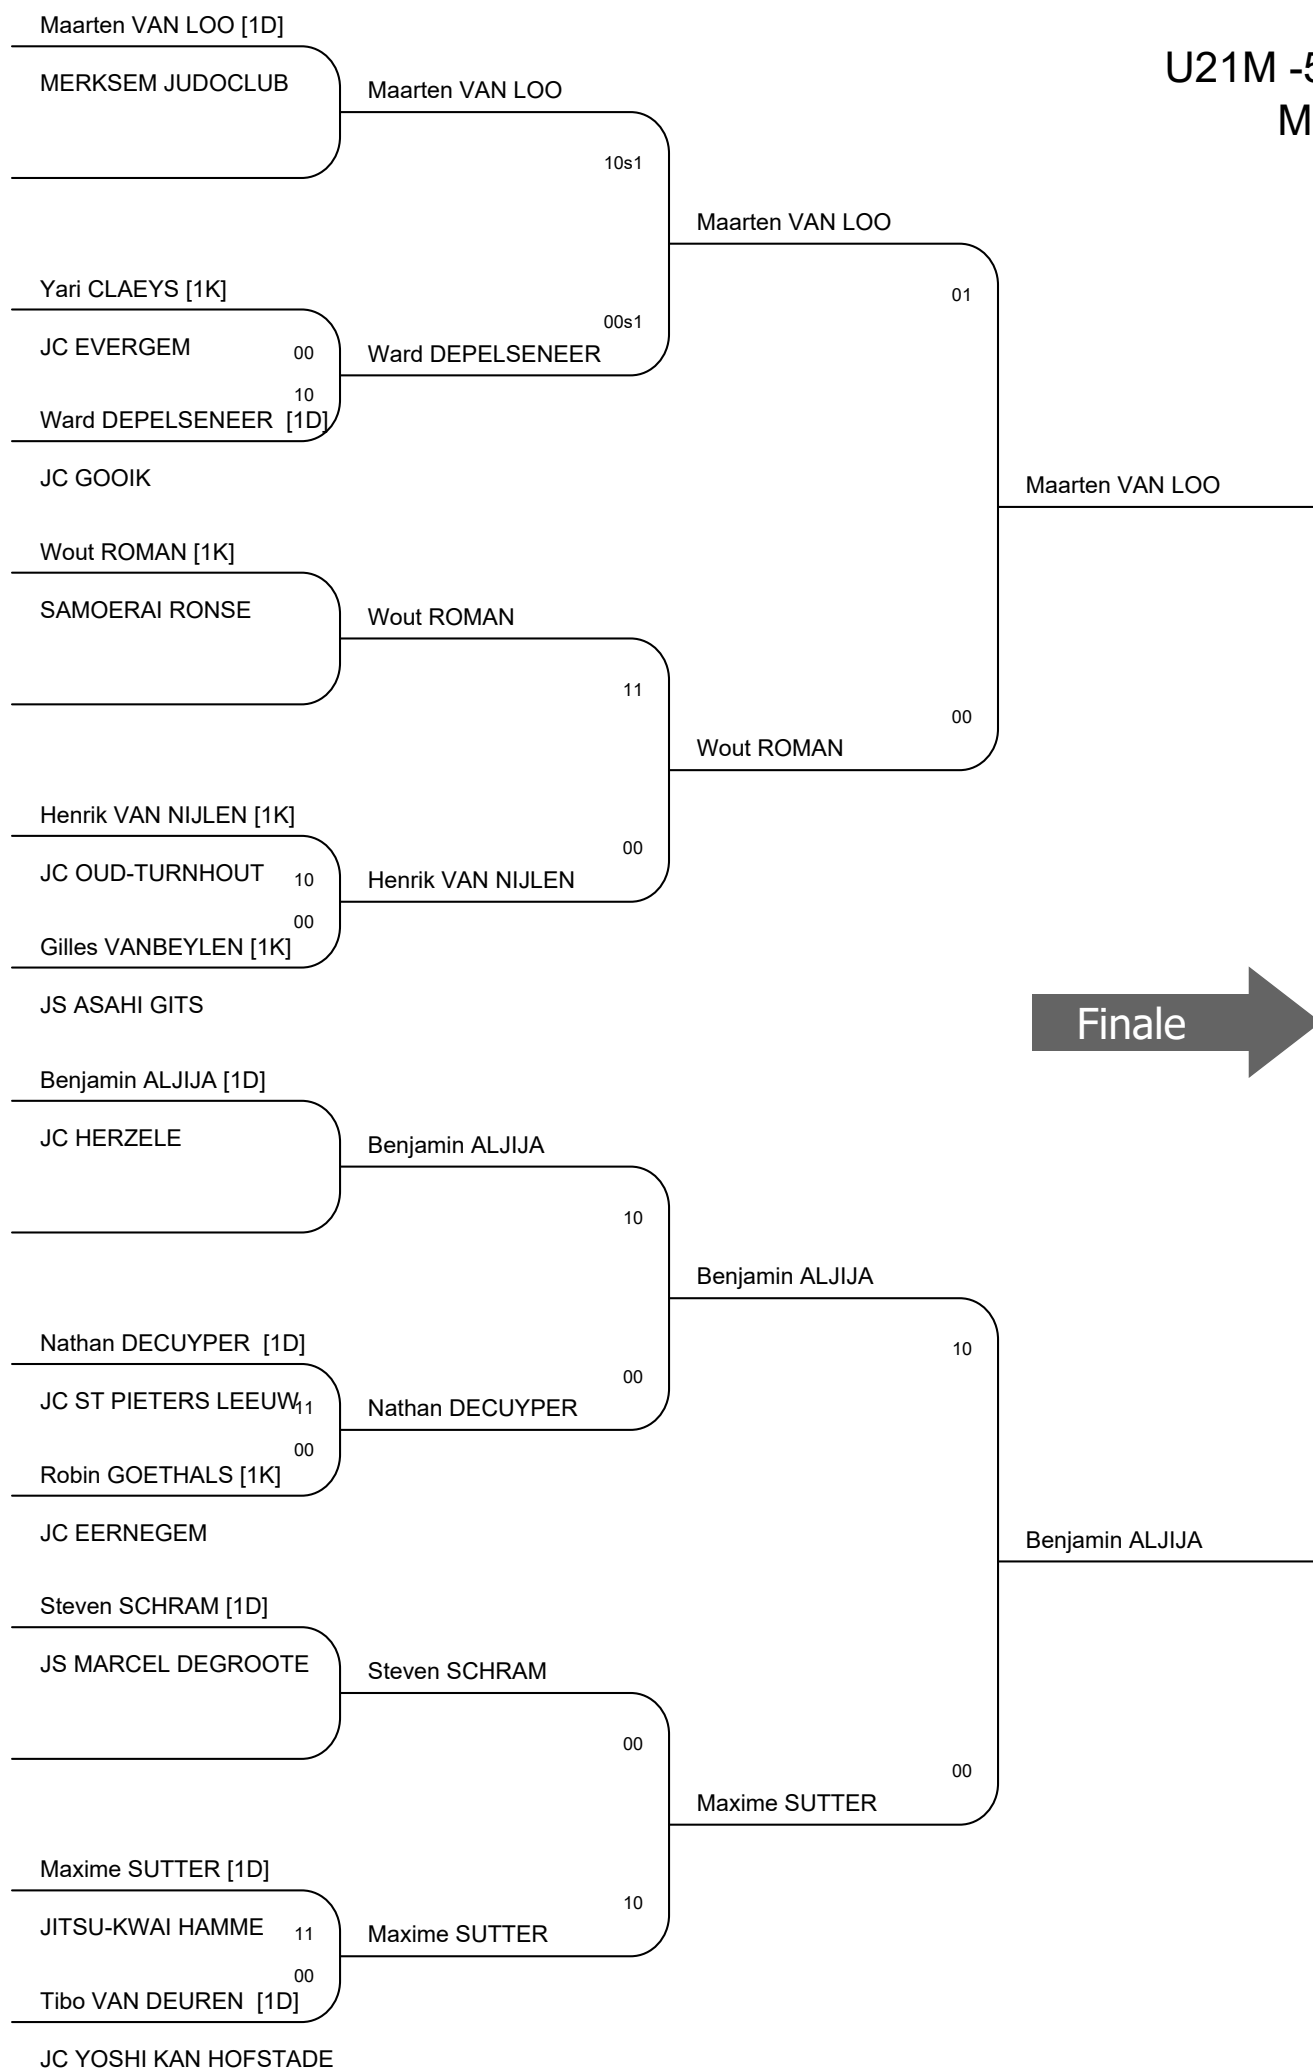 Maarten VAN LOO [1D]
MERKSEM JUDOCLUB
Maarten VAN LOO
U21M -5
M
10s1
Maarten VAN LOO
Yari CLAEYS [1K]
01
00s1
JC EVERGEM
00
Ward DEPELSENEER
10
Ward DEPELSENEER [1D]
JC GOOIK
Maarten VAN LOO
Wout ROMAN [1K]
SAMOERAI RONSE
Wout ROMAN
11
00
Wout ROMAN
Henrik VAN NIJLEN [1K]
00
JC OUD-TURNHOUT
10
Henrik VAN NIJLEN
00
Gilles VANBEYLEN [1K]
JS ASAHI GITS
Finale
Benjamin ALJIJA [1D]
JC HERZELE
Benjamin ALJIJA
10
Benjamin ALJIJA
Nathan DECUYPER [1D]
10
00
JC ST PIETERS LEEUW
11
Nathan DECUYPER
00
Robin GOETHALS [1K]
JC EERNEGEM
Benjamin ALJIJA
Steven SCHRAM [1D]
JS MARCEL DEGROOTE
Steven SCHRAM
00
00
Maxime SUTTER
Maxime SUTTER [1D]
10
JITSU-KWAI HAMME
11
Maxime SUTTER
00
Tibo VAN DEUREN [1D]
JC YOSHI KAN HOFSTADE